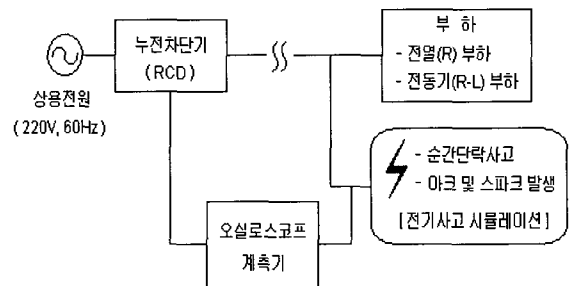 누전차단기
(RCD)
상용전원
(220V, 60Hz)
부 하
- 전열(R) 부하
- 전동기(R-L) 부하
- 순간단락사고
- 아크 및 스파크 발생
[전기사고 시뮬레이션]
오실로스코프
계측기